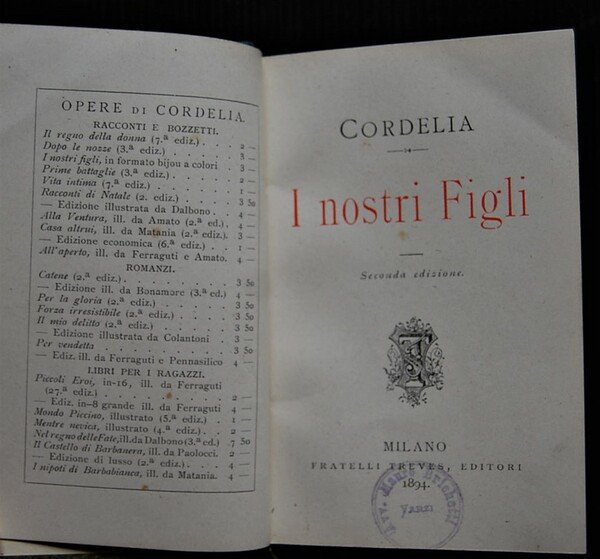 OPERE DI CORDELIA.
RACCONTI E BOZZETTI.
Il regno della donna (7.ª ediz.) . . . 2 —
Dopo le nozze (3.ª ediz.) . . . . . 3 —
I nostri figli, in formato bijou a colori . 3 —
Prime battaglie (3.ª ediz.) . . . . 2 —
Vita intima (7.ª ediz.) . . . . . 1 —
Racconti di Natale (2. ediz.) . . . 3 50
— Edizione illustrata da Dalbono. . 4 —
Alla Ventura, ill. da Amato (2.ª ed.). 4 —
Casa altrui, ill. da Matania (2.ª ediz.). 3 —
— Edizione economica (6.ª ediz.) . . 1 —
All'aperto, ill. da Ferraguti e Amato. 4 —
ROMANZI.
Catene (2.ª ediz.) . . . . . . . 3 50
— Edizione ill. da Bonamore (3.ª ed.) 4 —
Per la gloria (2.ª ediz.) . . . . . 3 50
Forza irresistibile (2.ª ediz.) . . . 3 50
Il mio delitto (2.ª ediz.) . . . . . 3 50
— Edizione illustrata da Colantoni . 3 —
Per vendetta . . . . . . . . . 3 50
— Ediz. ill. da Ferraguti e Pennasilico 4 —
LIBRI PER I RAGAZZI.
Piccoli Eroi, in-16, ill. da Ferraguti
(27.ª ediz.) . . . . . . . . . 2 —
— Ediz. in-8 grande ill. da Ferraguti 4 —
Mondo Piccino, illustrato (5.ª ediz.) . 1 —
Mentre nevica, illustrato (4.ª ediz.) . . 2 —
Nel regno delle Fate, ill. da Dalbono (3.ª ed.) 7 50
Il Castello di Barbanera, ill. da Paolocci. 2 —
— Edizione di lusso (2.ª ediz.) . . . 4 —
I nipoti di Barbabianca, ill. da Matania. 4 —
CORDELIA
I nostri Figli
Seconda edizione.
MILANO
FRATELLI TREVES, EDITORI
1894.
Avv. Mario Brichetti
VARZI